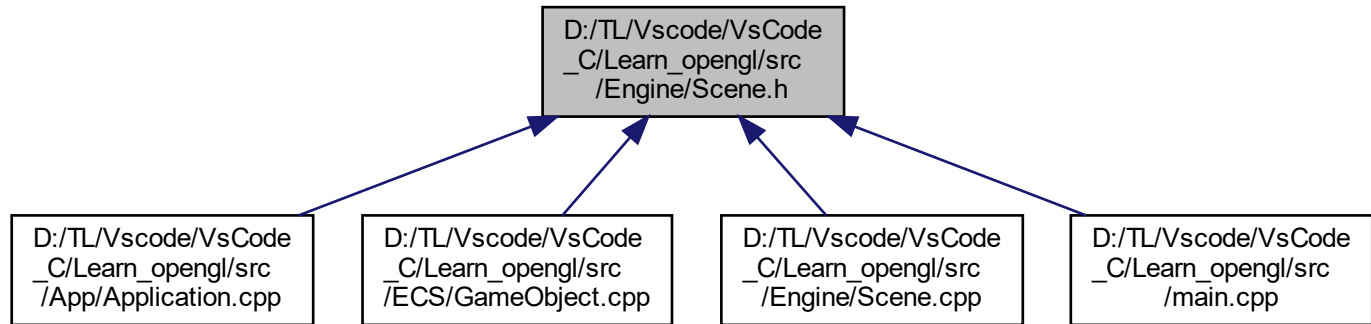 D:/TL/Vscode/VsCode
_C/Learn_opengl/src
/Engine/Scene.h
D:/TL/Vscode/VsCode
_C/Learn_opengl/src
/App/Application.cpp
D:/TL/Vscode/VsCode
_C/Learn_opengl/src
/ECS/GameObject.cpp
D:/TL/Vscode/VsCode
_C/Learn_opengl/src
/Engine/Scene.cpp
D:/TL/Vscode/VsCode
_C/Learn_opengl/src
/main.cpp